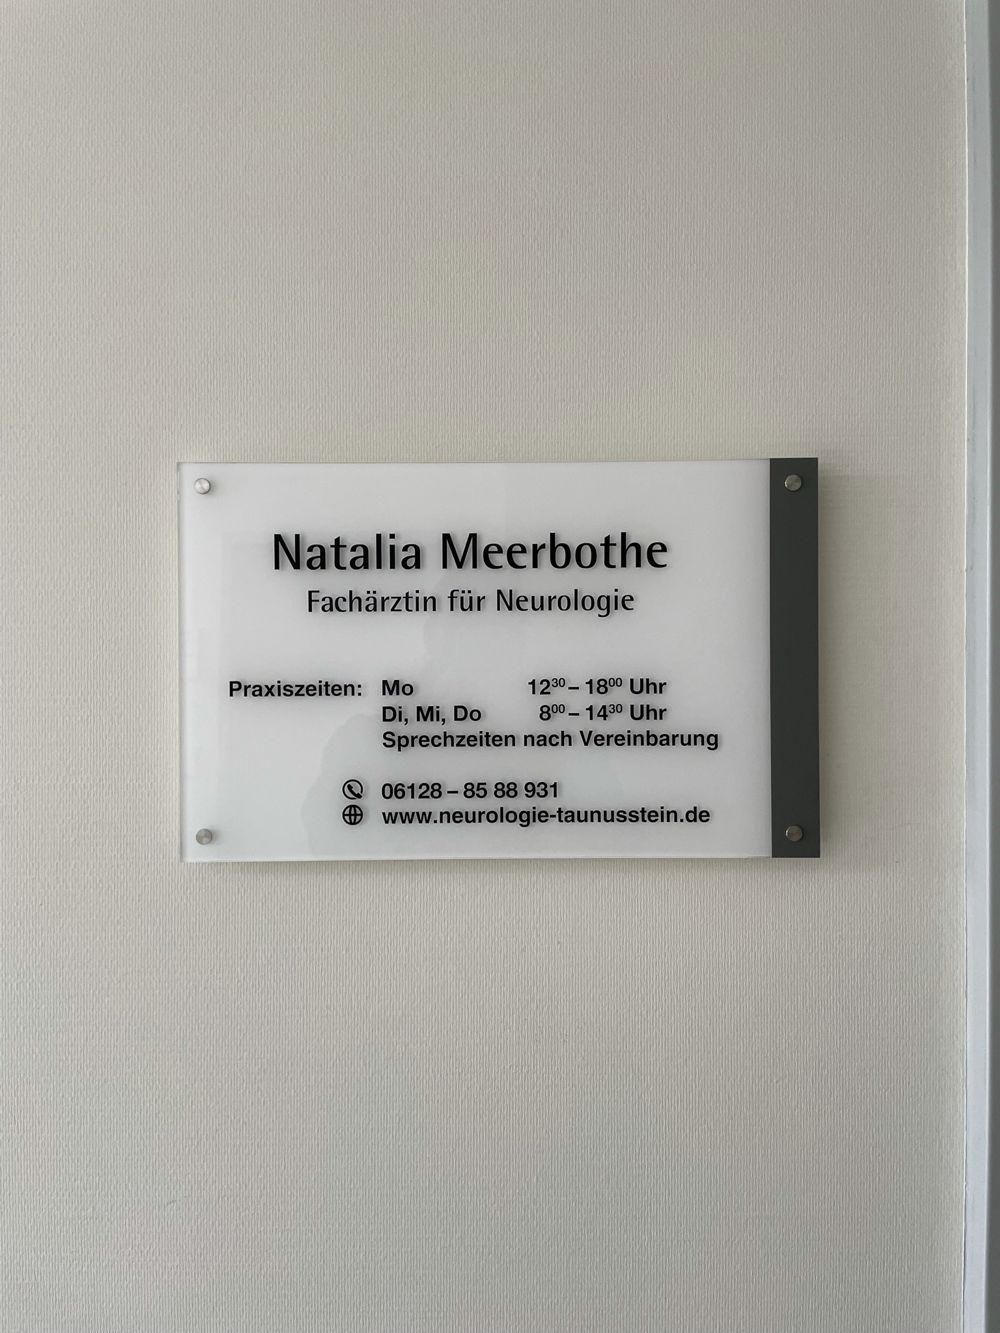 Natalia Meerbothe
Fachärztin für Neurologie
Praxiszeiten: Mo 12³⁰ – 18⁰⁰ Uhr
Di, Mi, Do 8⁰⁰ – 14³⁰ Uhr
Sprechzeiten nach Vereinbarung
06128 – 85 88 931
www.neurologie-taunusstein.de